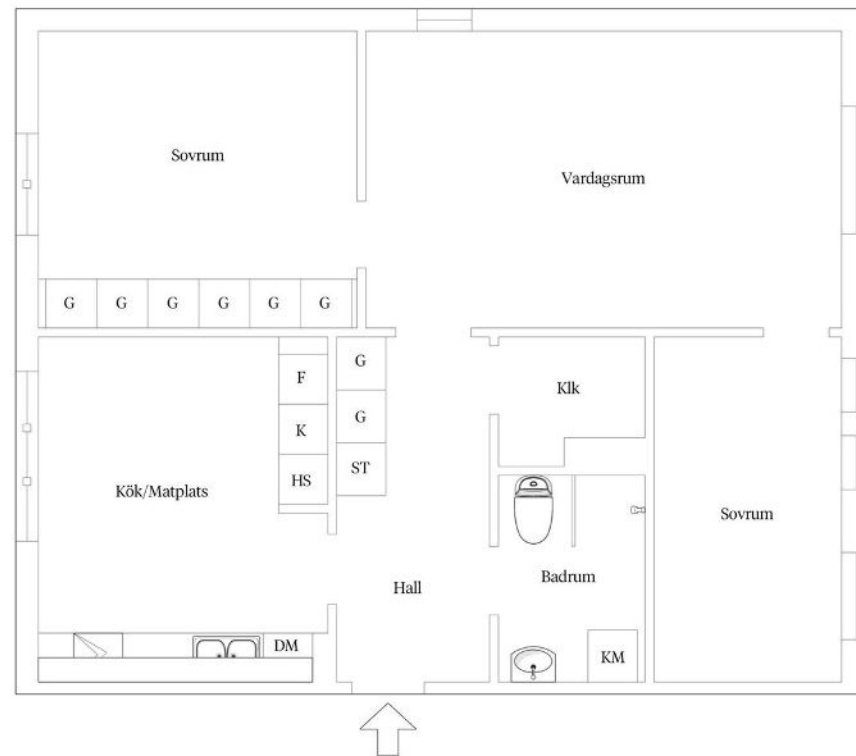 Sovrum
Vardagsrum
G G G G G G
F
K
HS
G
G
ST
Klk
Kök/Matplats
Sovrum
Hall
Badrum
DM
KM